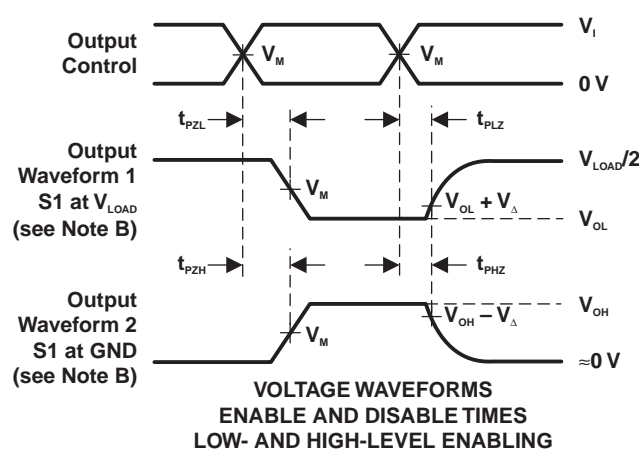 Output
Control
V_M
V_M
V_I
0 V
t_PZL
t_PLZ
Output
Waveform 1
S1 at V_LOAD
(see Note B)
V_M
V_OL + V_Δ
V_LOAD/2
V_OL
t_PZH
t_PHZ
Output
Waveform 2
S1 at GND
(see Note B)
V_M
V_OH – V_Δ
V_OH
≈0 V
VOLTAGE WAVEFORMS
ENABLE AND DISABLE TIMES
LOW- AND HIGH-LEVEL ENABLING